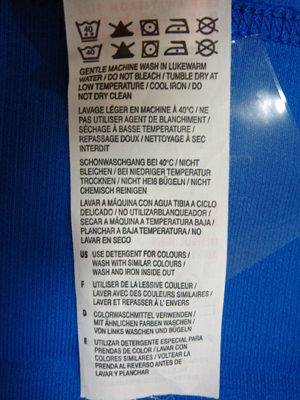 40
40
GENTLE MACHINE WASH IN LUKEWARM
WATER / DO NOT BLEACH / TUMBLE DRY AT
LOW TEMPERATURE / COOL IRON / DO
NOT DRY CLEAN
LAVAGE LÉGER EN MACHINE À 40°C / NE
PAS UTILISER AGENT DE BLANCHIMENT /
SÉCHAGE À BASSE TEMPERATURE /
REPASSAGE DOUX / NETTOYAGE À SEC
INTERDIT
SCHONWASCHGANG BEI 40°C / NICHT
BLEICHEN / BEI NIEDRIGER TEMPERATUR
TROCKNEN / NICHT HEIß BÜGELN / NICHT
CHEMISCH REINIGEN
LAVAR A MÁQUINA CON AGUA TIBIA A CICLO
DELICADO / NO UTILIZARBLANQUEADOR /
SECAR A MÁQUINA A TEMPERATURA BAJA /
PLANCHAR A BAJA TEMPERATURA / NO
LAVAR EN SECO
US USE DETERGENT FOR COLOURS /
WASH WITH SIMILAR COLOURS /
WASH AND IRON INSIDE OUT
F UTILISER DE LA LESSIVE COULEUR /
LAVER AVEC DES COULEURS SIMILAIRES /
LAVER ET REPASSER À L´ENVERS
D COLORWASCHMITTEL VERWENDEN /
MIT ÄHNLICHEN FARBEN WASCHEN /
VON LINKS WASCHEN UND BÜGELN
E UTILIZAR DETERGENTE ESPECIAL PARA
PRENDAS DE COLOR / LAVAR CON
COLORES SIMILARES / VOLTEAR LA
PRENDA AL REVERSO ANTES DE
LAVAR Y PLANCHAR